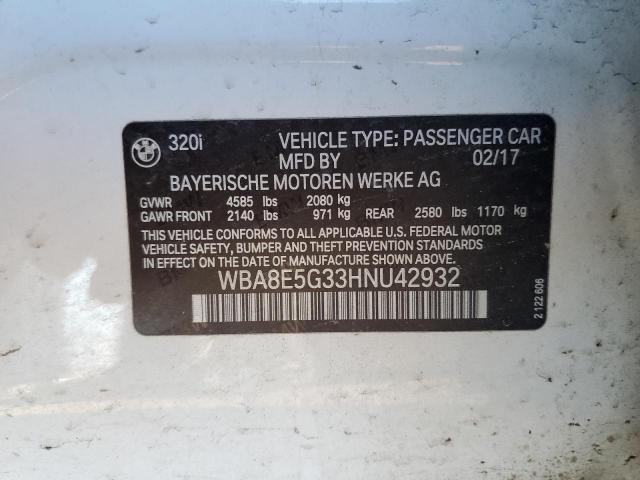 320i VEHICLE TYPE: PASSENGER CAR
MFD BY 02/17
BAYERISCHE MOTOREN WERKE AG
GVWR 4585 lbs 2080 kg
GAWR FRONT 2140 lbs 971 kg REAR 2580 lbs 1170 kg
THIS VEHICLE CONFORMS TO ALL APPLICABLE U.S. FEDERAL MOTOR
VEHICLE SAFETY, BUMPER AND THEFT PREVENTION STANDARDS IN
EFFECT ON THE DATE OF MANUFACTURE SHOWN ABOVE.
WBA8E5G33HNU42932
2 122 606